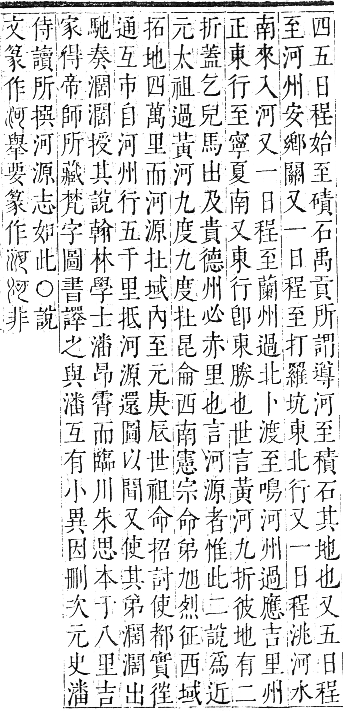 四五日程始至磧石禹貢所謂導河至積石其地也又五日程
至河州安鄉關又一日程至打羅坑東北行又一日程洮河水
南來入河又一日程至蘭州過北卜渡至鳴河州過應吉里州
正東行至寧夏南又東行卽東勝也世言黃河九折彼地有二
折蓋乞兒馬出及貴德州必赤里也言河源者惟此二說爲近
元太祖過黃河九度九度在昆侖西南憲宗命弟旭烈征西域
拓地四萬里而河源在域內至元庚辰世祖命招討使都實徃
通互市自河州行五千里抵河源還圖以聞又使其弟濶濶出
馳奏濶濶授其說翰林學士潘昂霄而臨川朱思本于八里吉
家得帝師所藏梵字圖書譯之與潘互有小異因刪次元史潘
侍讀所撰河源志如此○說
文篆作河舉要篆作河河非